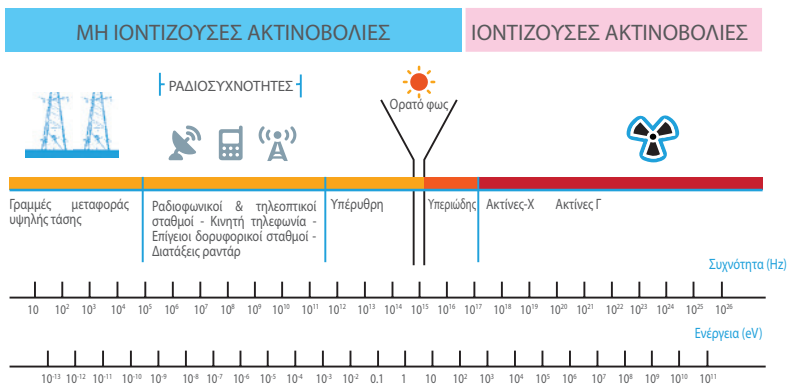 ΜΗ ΙΟΝΤΙΖΟΥΣΕΣ ΑΚΤΙΝΟΒΟΛΙΕΣ
ΙΟΝΤΙΖΟΥΣΕΣ ΑΚΤΙΝΟΒΟΛΙΕΣ
ΡΑΔΙΟΣΥΧΝΟΤΗΤΕΣ
Ορατό φως
Γραμμές μεταφοράς
υψηλής τάσης
Ραδιοφωνικοί & τηλεοπτικοί
σταθμοί - Κινητή τηλεφωνία -
Επίγειοι δορυφορικοί σταθμοί -
Διατάξεις ραντάρ
Υπέρυθρη
Υπεριώδης
Ακτίνες-Χ
Ακτίνες Γ
Συχνότητα (Hz)
10 10² 10³ 10⁴ 10⁵ 10⁶ 10⁷ 10⁸ 10⁹ 10¹⁰ 10¹¹ 10¹² 10¹³ 10¹⁴ 10¹⁵ 10¹⁶ 10¹⁷ 10¹⁸ 10¹⁹ 10²⁰ 10²¹ 10²² 10²³ 10²⁴ 10²⁵ 10²⁶
Ενέργεια (eV)
10⁻¹³ 10⁻¹² 10⁻¹¹ 10⁻¹⁰ 10⁻⁹ 10⁻⁸ 10⁻⁷ 10⁻⁶ 10⁻⁵ 10⁻⁴ 10⁻³ 10⁻² 0.1 1 10 10² 10³ 10⁴ 10⁵ 10⁶ 10⁷ 10⁸ 10⁹ 10¹⁰ 10¹¹